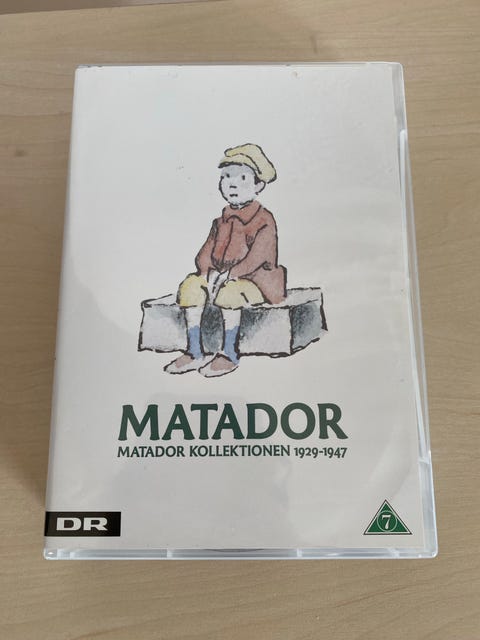 MATADOR
MATADOR KOLLEKTIONEN 1929-1947
DR
7